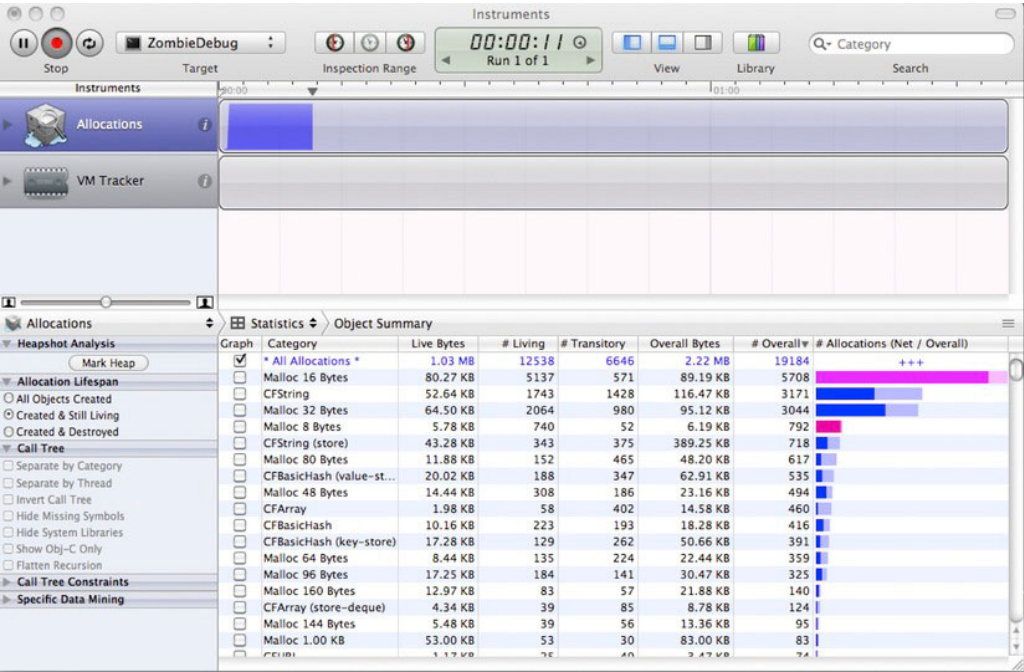 Instruments
ZombieDebug
00:00:11
Run 1 of 1
Category
Stop Target Inspection Range View Library Search
Instruments 00:00 01:00
Allocations
VM Tracker
Allocations Statistics Object Summary
Heapshot Analysis
Mark Heap
Allocation Lifespan
All Objects Created
Created & Still Living
Created & Destroyed
Call Tree
Separate by Category
Separate by Thread
Invert Call Tree
Hide Missing Symbols
Hide System Libraries
Show Obj-C Only
Flatten Recursion
Call Tree Constraints
Specific Data Mining
Graph Category Live Bytes # Living # Transitory Overall Bytes # Overall # Allocations (Net / Overall)
* All Allocations * 1.03 MB 12538 6646 2.22 MB 19184 +++
Malloc 16 Bytes 80.27 KB 5137 571 89.19 KB 5708
CFString 52.64 KB 1743 1428 116.47 KB 3171
Malloc 32 Bytes 64.50 KB 2064 980 95.12 KB 3044
Malloc 8 Bytes 5.78 KB 740 52 6.19 KB 792
CFString (store) 43.28 KB 343 375 389.25 KB 718
Malloc 80 Bytes 11.88 KB 152 465 48.20 KB 617
CFBasicHash (value-st... 20.02 KB 188 347 62.91 KB 535
Malloc 48 Bytes 14.44 KB 308 186 23.16 KB 494
CFArray 1.98 KB 58 402 14.58 KB 460
CFBasicHash 10.16 KB 223 193 18.28 KB 416
CFBasicHash (key-store) 17.28 KB 129 262 50.66 KB 391
Malloc 64 Bytes 8.44 KB 135 224 22.44 KB 359
Malloc 96 Bytes 17.25 KB 184 141 30.47 KB 325
Malloc 160 Bytes 12.97 KB 83 57 21.88 KB 140
CFArray (store-deque) 4.34 KB 39 85 8.78 KB 124
Malloc 144 Bytes 5.48 KB 39 56 13.36 KB 95
Malloc 1.00 KB 53.00 KB 53 30 83.00 KB 83
CFURL 1.17 KB 25 49 3.47 KB 74